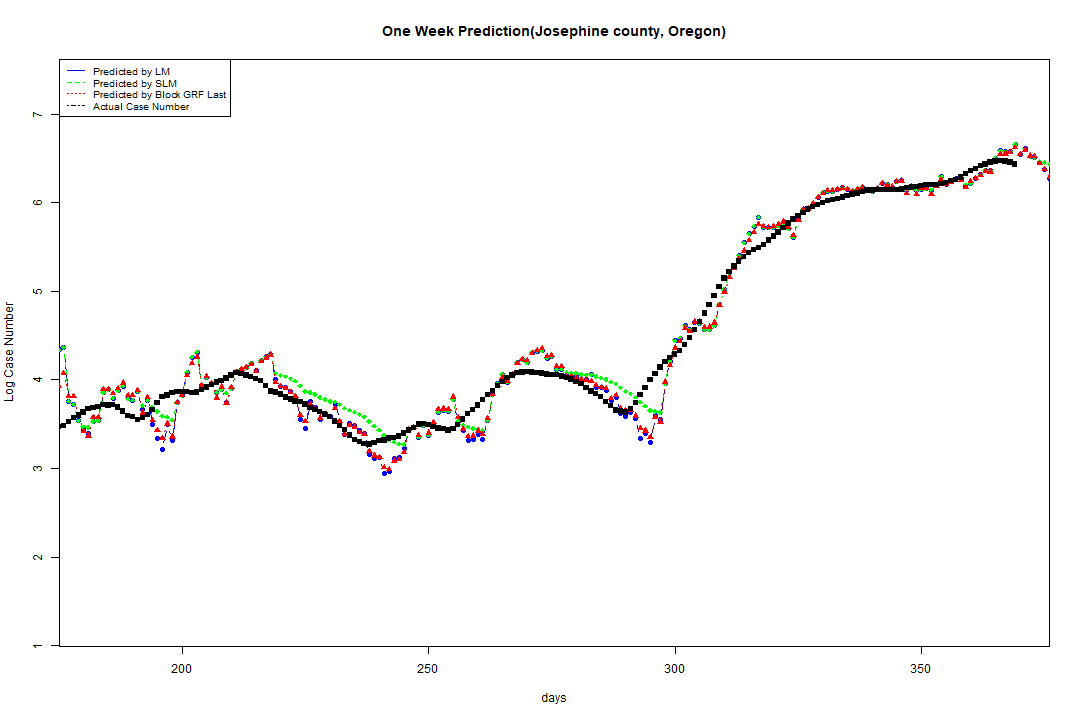 One Week Prediction(Josephine county, Oregon)
Predicted by LM
Predicted by SLM
Predicted by Block GRF Last
Actual Case Number
7
6
5
4
3
2
1
Log Case Number
200 250 300 350
days